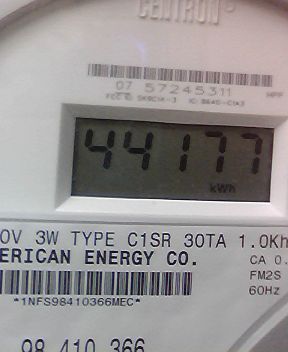 CENTRON®
07 57245311
44177
kWh
0V 3W TYPE C1SR 30TA 1.0Kh
ERICAN ENERGY CO.
CA 0.
FM2S
60Hz
*1NFS98410366MEC*
98 410 366